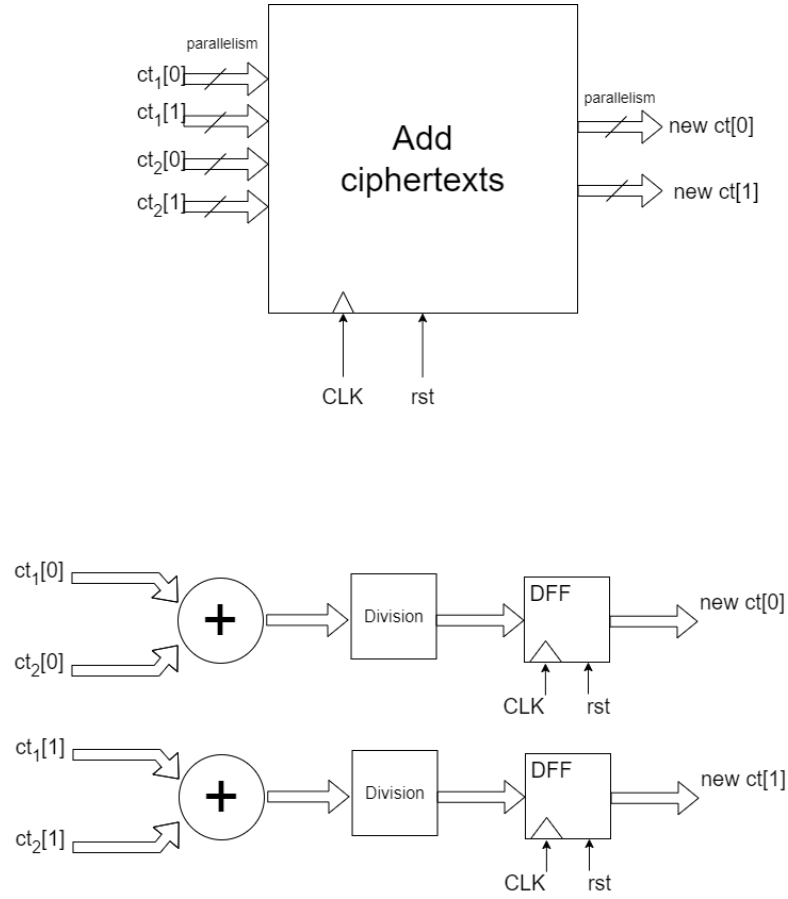 parallelism
ct₁[0]
ct₁[1]
ct₂[0]
ct₂[1]
Add
ciphertexts
parallelism
new ct[0]
new ct[1]
CLK
rst
ct₁[0]
ct₂[0]
+
Division
DFF
CLK
rst
new ct[0]
ct₁[1]
ct₂[1]
+
Division
DFF
CLK
rst
new ct[1]